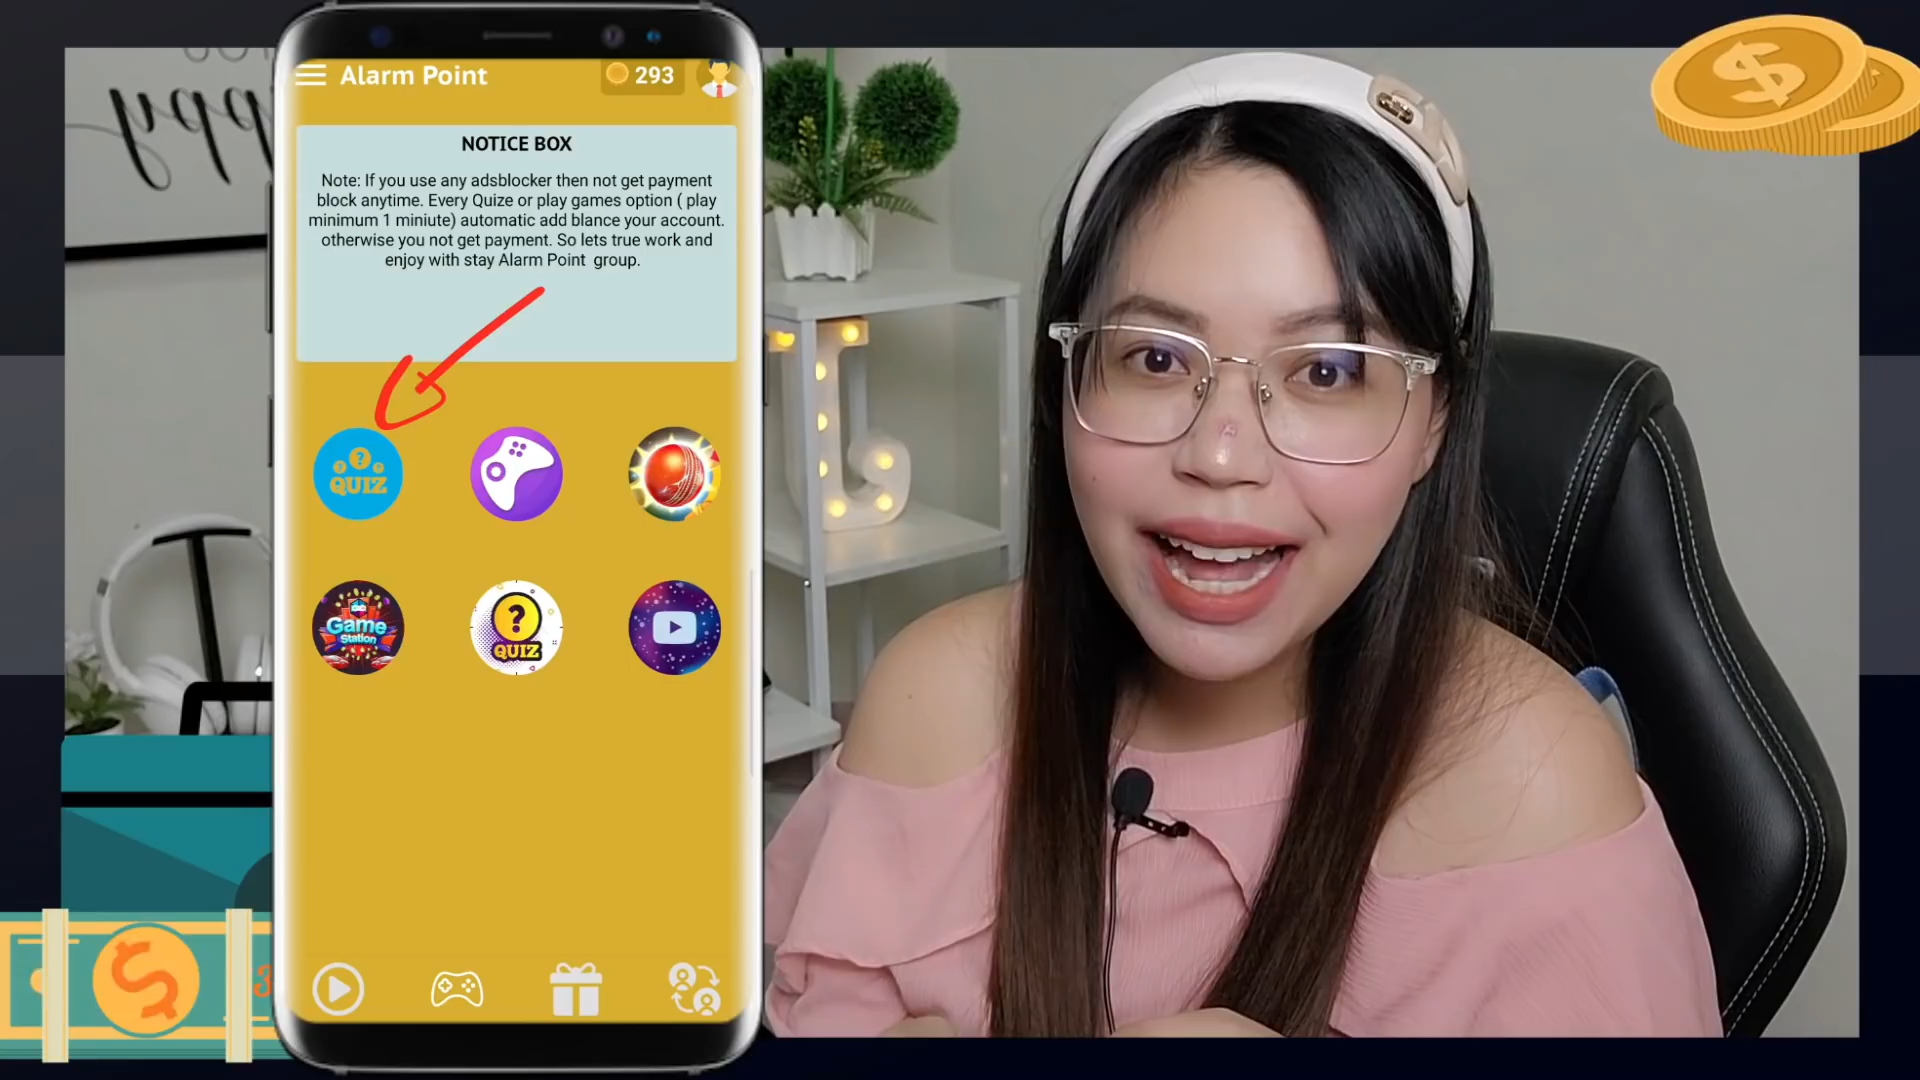 Alarm Point
293
NOTICE BOX
Note: If you use any adsblocker then not get payment
block anytime. Every Quize or play games option ( play
minimum 1 miniute) automatic add blance your account.
otherwise you not get payment. So lets true work and
enjoy with stay Alarm Point group.
QUIZ
Game
Station
QUIZ